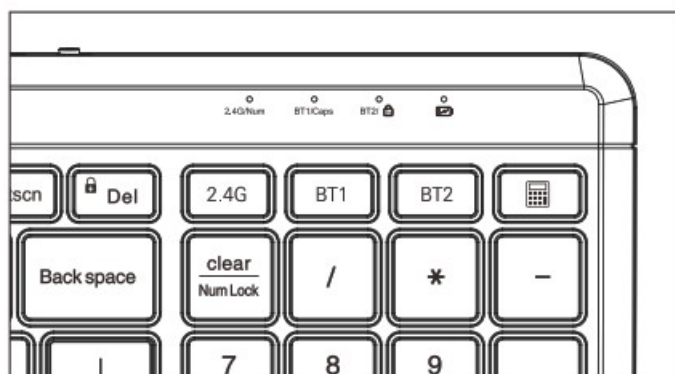 2.4G/Num BT1/Caps BT2/
tscn Del 2.4G BT1 BT2
Back space clear / * −
Num Lock
7 8 9